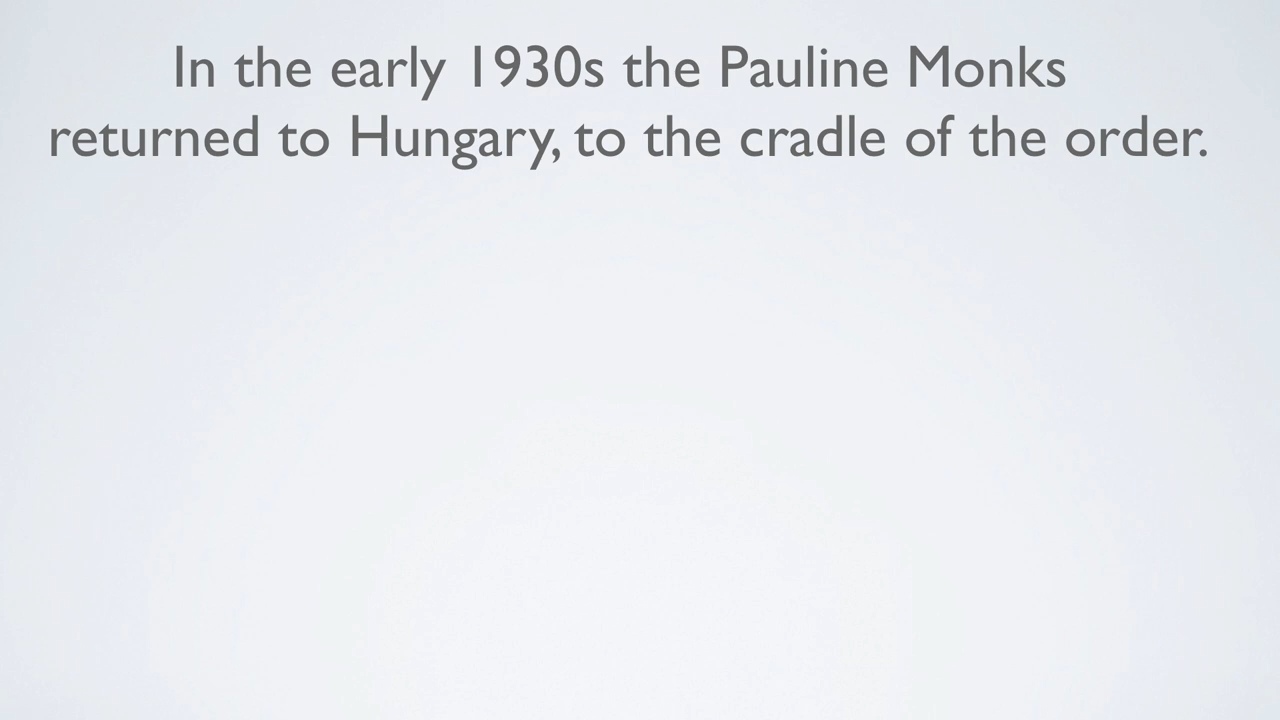 In the early 1930s the Pauline Monks
returned to Hungary, to the cradle of the order.